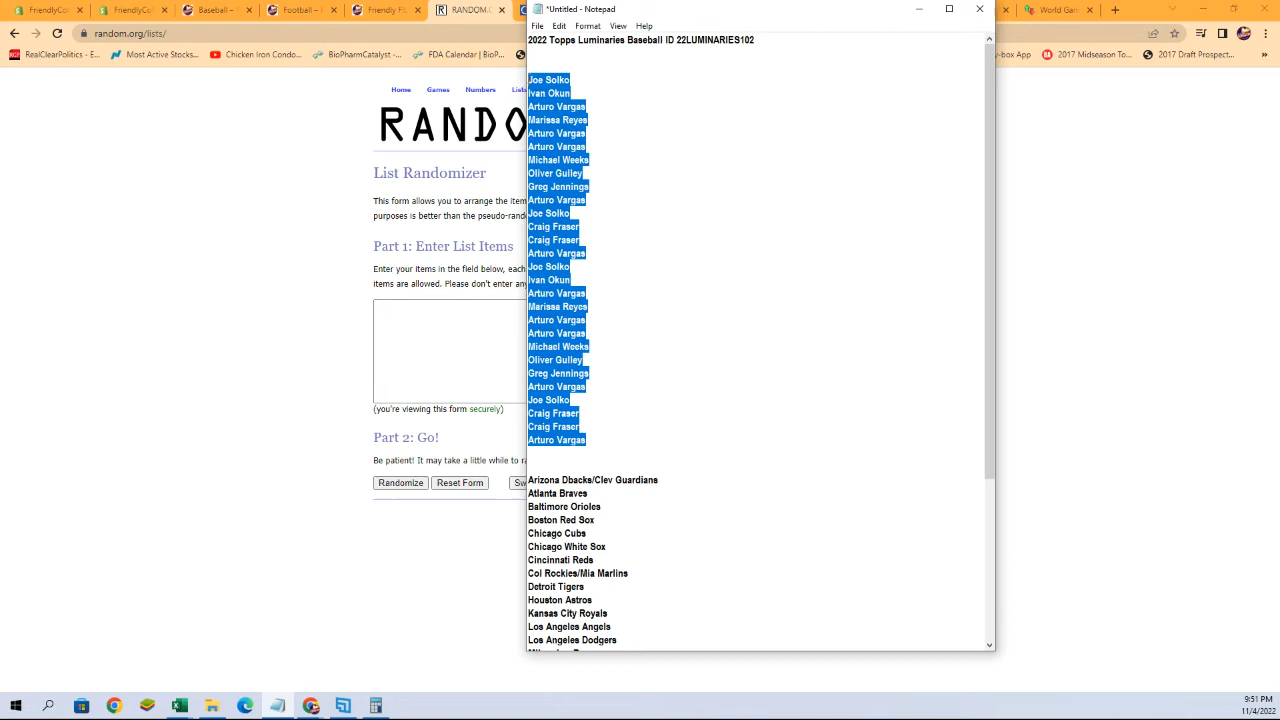 FriendlyCo
Baseball -
Baseball -
Friendly Fi
RANDOM.O
*Untitled - Notepad
World Gam
random.org/lists/
File Edit Format View Help
RealClearPolitics - E...
Most Active Stocks...
Chicken Iron Condo...
BioPharmCatalyst -...
FDA Calendar - FD
y-box App
2017 Midseason To...
2017 Draft Prospect...
2022 Topps Luminaries Baseball ID 22LUMINARIES102
Home Games Numbers Lists
RANDO
List Randomizer
This form allows you to arrange the item
purposes is better than the pseudo-rand
Part 1: Enter List Items
Enter your items in the field below, each
items are allowed. Please don't enter an
(you're viewing this form securely)
Part 2: Go!
Be patient! It may take a little while to ra
Randomize Reset Form Sw
Joe Solko
Ivan Okun
Arturo Vargas
Marissa Reyes
Arturo Vargas
Arturo Vargas
Michael Weeks
Oliver Gulley
Greg Jennings
Arturo Vargas
Joe Solko
Craig Fraser
Craig Fraser
Arturo Vargas
Joe Solko
Ivan Okun
Arturo Vargas
Marissa Reyes
Arturo Vargas
Arturo Vargas
Michael Weeks
Oliver Gulley
Greg Jennings
Arturo Vargas
Joe Solko
Craig Fraser
Craig Fraser
Arturo Vargas
Arizona Dbacks/Clev Guardians
Atlanta Braves
Baltimore Orioles
Boston Red Sox
Chicago Cubs
Chicago White Sox
Cincinnati Reds
Col Rockies/Mia Marlins
Detroit Tigers
Houston Astros
Kansas City Royals
Los Angeles Angels
Los Angeles Dodgers
9:51 PM
11/4/2022